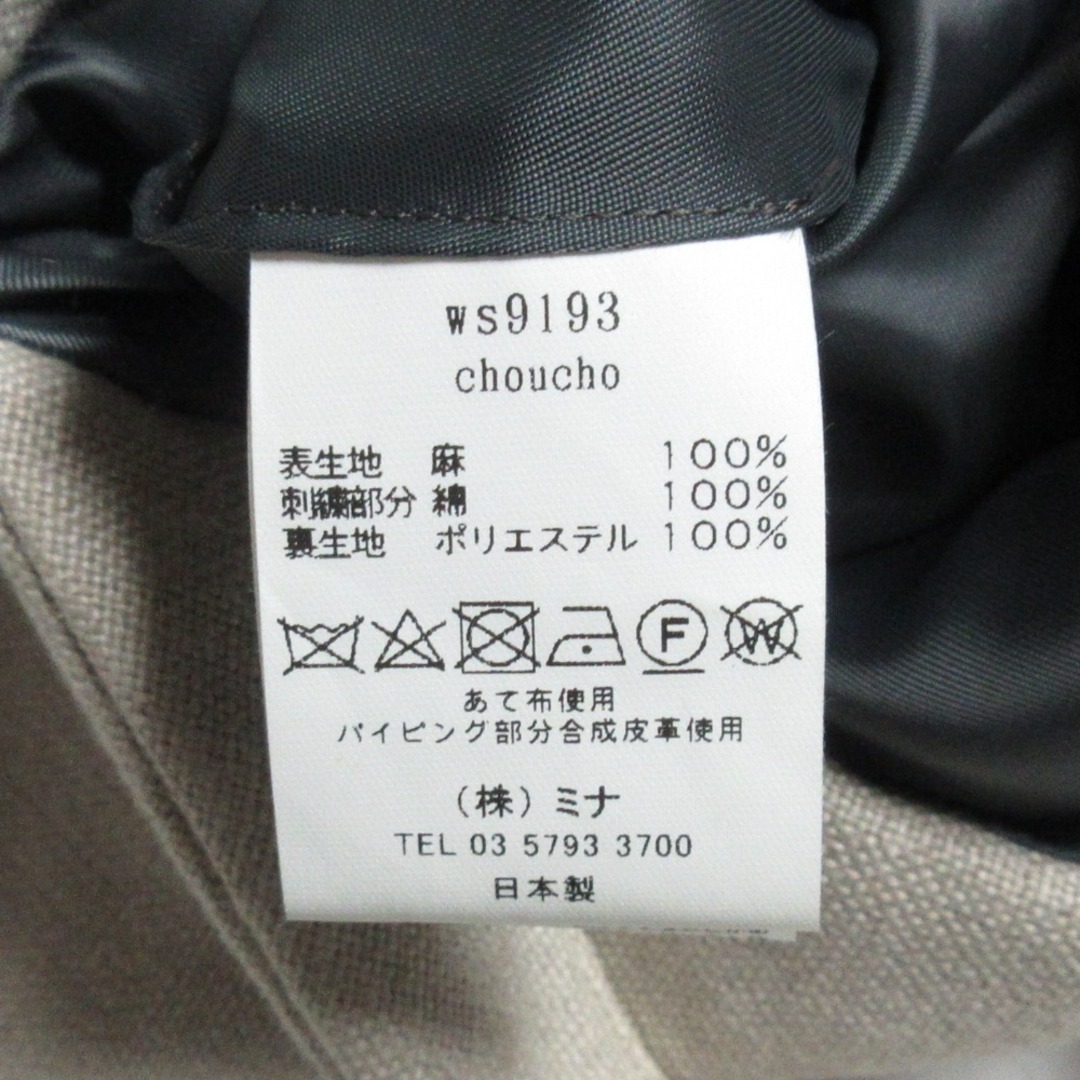 ws9193
choucho
表生地 麻 100%
刺繍部分 綿 100%
裏生地 ポリエステル 100%
F W
あて布使用
パイピング部分合成皮革使用
(株)ミナ
TEL 03 5793 3700
日本製